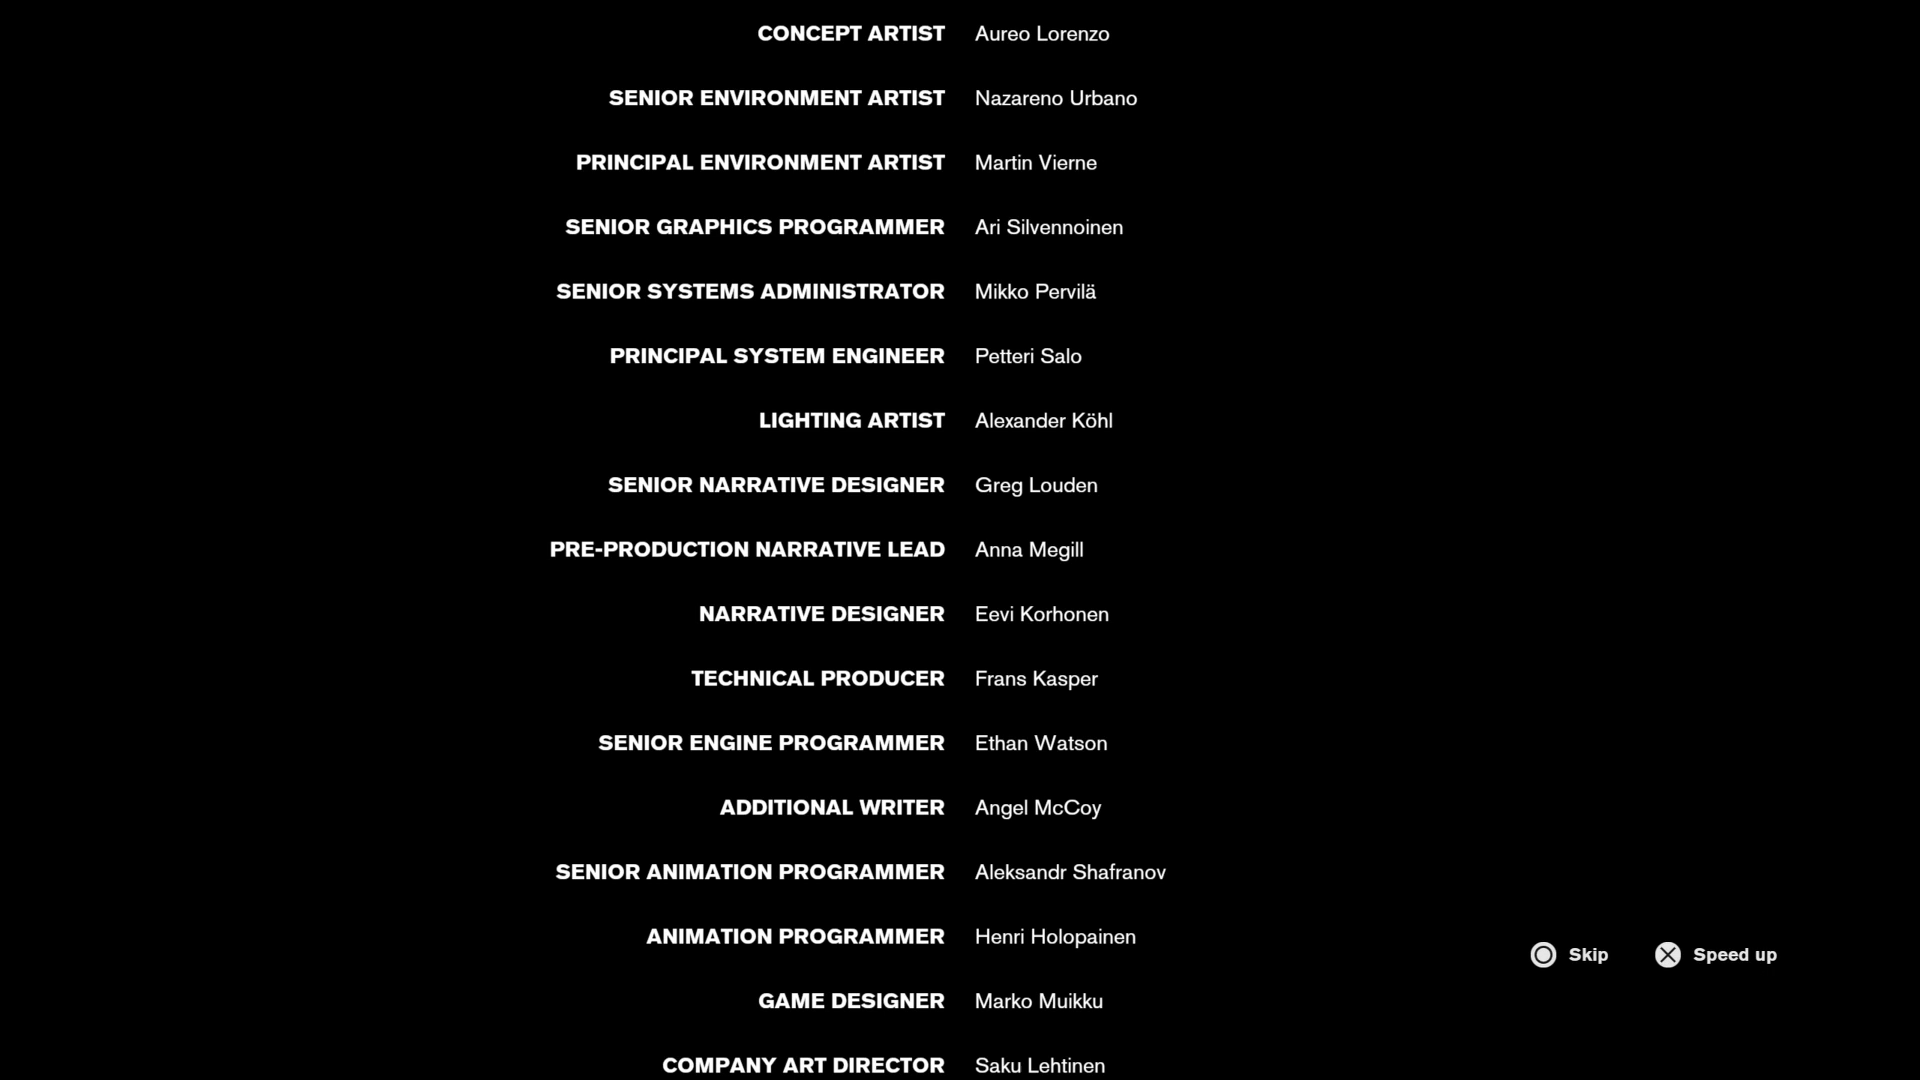 CONCEPT ARTIST Aureo Lorenzo
SENIOR ENVIRONMENT ARTIST Nazareno Urbano
PRINCIPAL ENVIRONMENT ARTIST Martin Vierne
SENIOR GRAPHICS PROGRAMMER Ari Silvennoinen
SENIOR SYSTEMS ADMINISTRATOR Mikko Pervilä
PRINCIPAL SYSTEM ENGINEER Petteri Salo
LIGHTING ARTIST Alexander Köhl
SENIOR NARRATIVE DESIGNER Greg Louden
PRE-PRODUCTION NARRATIVE LEAD Anna Megill
NARRATIVE DESIGNER Eevi Korhonen
TECHNICAL PRODUCER Frans Kasper
SENIOR ENGINE PROGRAMMER Ethan Watson
ADDITIONAL WRITER Angel McCoy
SENIOR ANIMATION PROGRAMMER Aleksandr Shafranov
ANIMATION PROGRAMMER Henri Holopainen
Skip Speed up
GAME DESIGNER Marko Muikku
COMPANY ART DIRECTOR Saku Lehtinen